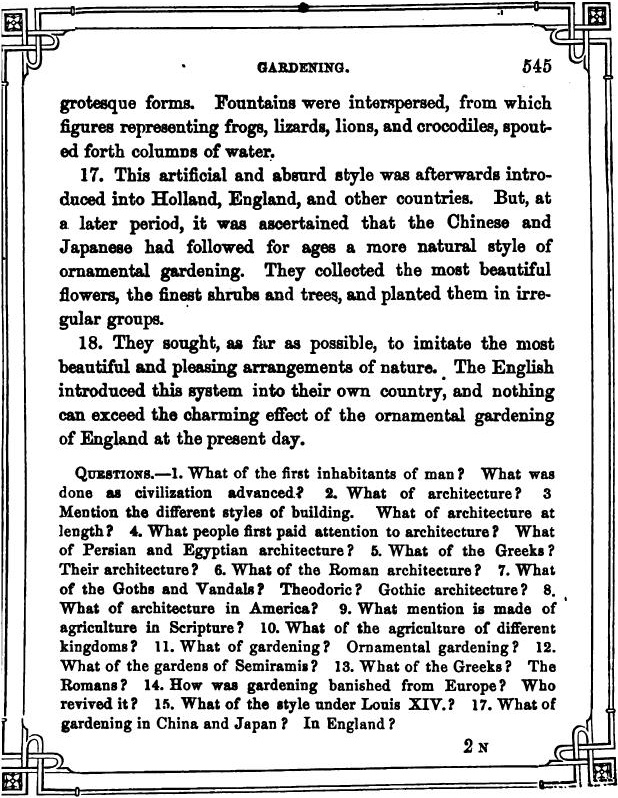 GARDENING. 545
grotesque forms. Fountains were interspersed, from which
figures representing frogs, lizards, lions, and crocodiles, spout-
ed forth columns of water.
17. This artificial and absurd style was afterwards intro-
duced into Holland, England, and other countries. But, at
a later period, it was ascertained that the Chinese and
Japanese had followed for ages a more natural style of
ornamental gardening. They collected the most beautiful
flowers, the finest shrubs and trees, and planted them in irre-
gular groups.
18. They sought, as far as possible, to imitate the most
beautiful and pleasing arrangements of nature. The English
introduced this system into their own country, and nothing
can exceed the charming effect of the ornamental gardening
of England at the present day.
QUESTIONS.—1. What of the first inhabitants of man? What was
done as civilization advanced? 2. What of architecture? 3
Mention the different styles of building. What of architecture at
length? 4. What people first paid attention to architecture? What
of Persian and Egyptian architecture? 5. What of the Greeks?
Their architecture? 6. What of the Roman architecture? 7. What
of the Goths and Vandals? Theodoric? Gothic architecture? 8.
What of architecture in America? 9. What mention is made of
agriculture in Scripture? 10. What of the agriculture of different
kingdoms? 11. What of gardening? Ornamental gardening? 12.
What of the gardens of Semiramis? 13. What of the Greeks? The
Romans? 14. How was gardening banished from Europe? Who
revived it? 15. What of the style under Louis XIV.? 17. What of
gardening in China and Japan? In England?
2 N